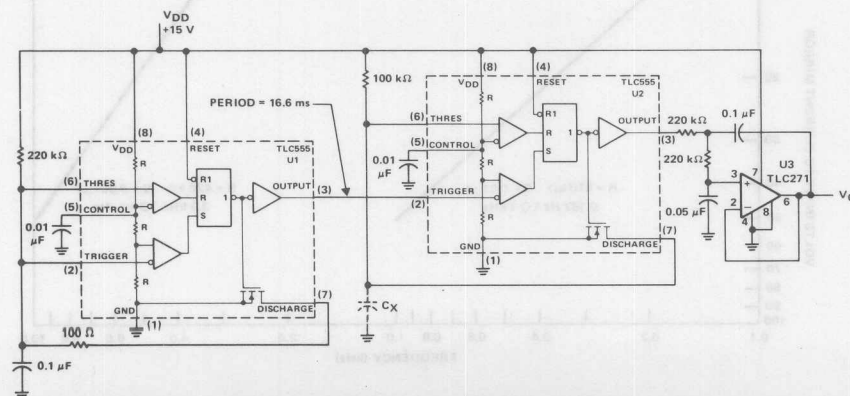 VDD
+15 V
(8)
(4)
VDD
RESET
TLC555
U2
100 kΩ
R
R1
PERIOD = 16.6 ms
(6)
THRES
OUTPUT
220 kΩ
0.1 µF
(8)
(4)
R
1
(3)
U3
TLC271
VDD
RESET
TLC555
U1
(5)
CONTROL
S
220 kΩ
220 kΩ
R
0.01
µF
R
3
7
+
6
(6)
THRES
R1
OUTPUT
(2)
TRIGGER
0.05 µF
2
-
4
8
(5)
CONTROL
R
1
(3)
R
(7)
0.01
µF
R
S
GND
DISCHARGE
TRIGGER
(1)
(2)
R
(7)
CX
GND
DISCHARGE
(1)
100 Ω
0.1 µF